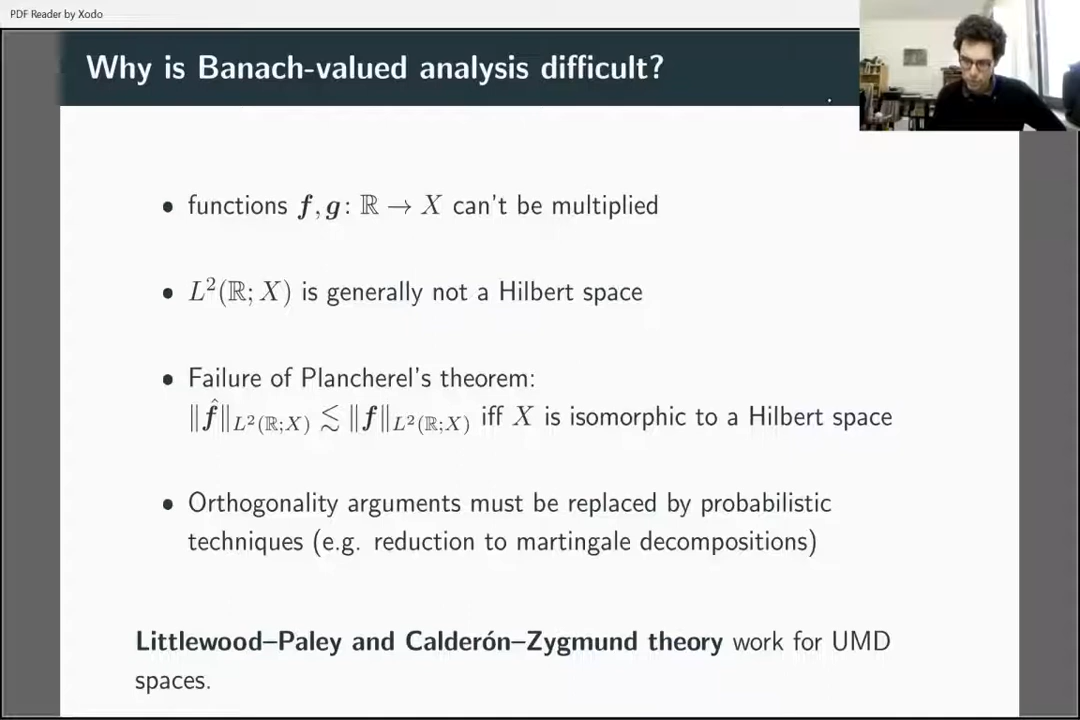 PDF Reader by Xodo
Why is Banach-valued analysis difficult?
• functions f, g: ℝ → X can't be multiplied
• L²(ℝ; X) is generally not a Hilbert space
• Failure of Plancherel's theorem:
‖f̂‖_{L²(ℝ;X)} ≲ ‖f‖_{L²(ℝ;X)} iff X is isomorphic to a Hilbert space
• Orthogonality arguments must be replaced by probabilistic
techniques (e.g. reduction to martingale decompositions)
Littlewood–Paley and Calderón–Zygmund theory work for UMD
spaces.